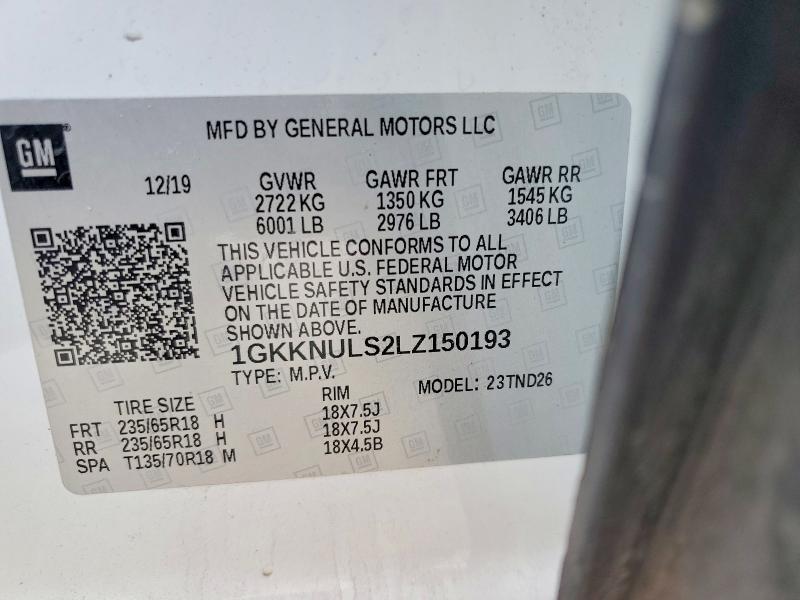 MFD BY GENERAL MOTORS LLC
GM®
12/19 GVWR GAWR FRT GAWR RR
2722 KG 1350 KG 1545 KG
6001 LB 2976 LB 3406 LB
THIS VEHICLE CONFORMS TO ALL
APPLICABLE U.S. FEDERAL MOTOR
VEHICLE SAFETY STANDARDS IN EFFECT
ON THE DATE OF MANUFACTURE
SHOWN ABOVE.
1GKKNULS2LZ150193
TYPE: M.P.V. MODEL: 23TND26
TIRE SIZE RIM
FRT 235/65R18 H 18X7.5J
RR 235/65R18 H 18X7.5J
SPA T135/70R18 M 18X4.5B